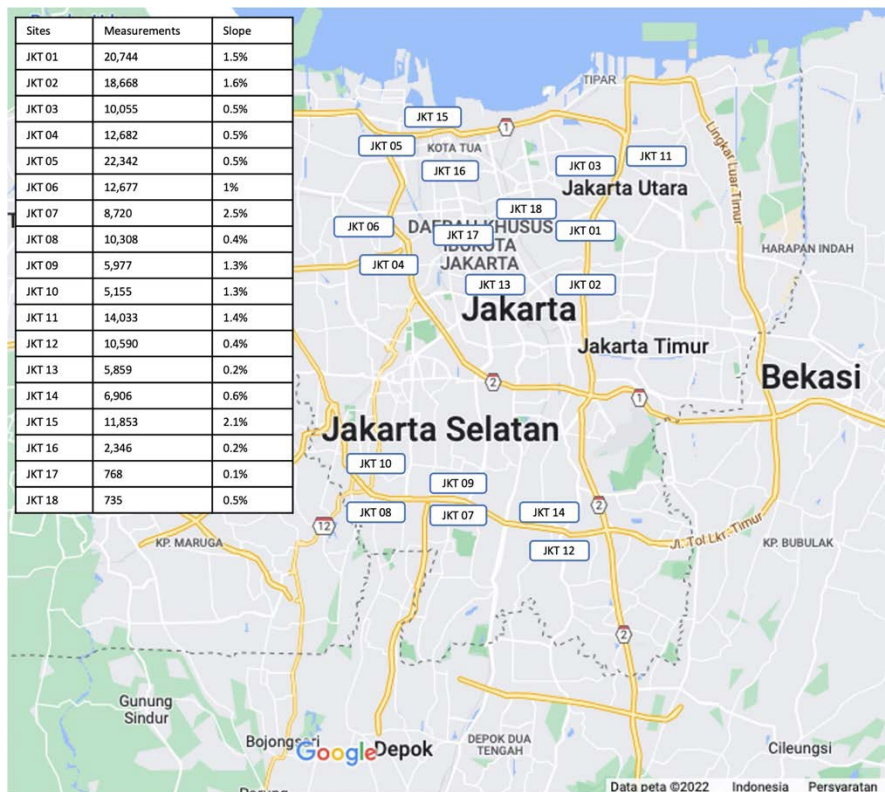 Sites Measurements Slope
JKT 01 20,744 1.5%
JKT 02 18,668 1.6%
JKT 03 10,055 0.5%
JKT 04 12,682 0.5%
JKT 05 22,342 0.5%
JKT 06 12,677 1%
JKT 07 8,720 2.5%
JKT 08 10,308 0.4%
JKT 09 5,977 1.3%
JKT 10 5,155 1.3%
JKT 11 14,033 1.4%
JKT 12 10,590 0.4%
JKT 13 5,859 0.2%
JKT 14 6,906 0.6%
JKT 15 11,853 2.1%
JKT 16 2,346 0.2%
JKT 17 768 0.1%
JKT 18 735 0.5%
TIPAR
JKT 15
1
JKT 05
KOTA TUA
JKT 03
JKT 11
JKT 16
Lingkar Luar Timur
Jakarta Utara
JKT 18
JKT 06
DAERAH KHUSUS
IBUKOTA
JAKARTA
JKT 17
JKT 01
HARAPAN INDAH
JKT 04
JKT 13
JKT 02
Jakarta
Jakarta Timur
2
Bekasi
1
Jakarta Selatan
JKT 10
JKT 09
JKT 08
JKT 07
JKT 14
2
12
JKT 12
Jl. Tol Lkr. Timur
KP. MARUGA
KP. BUBULAK
2
Gunung
Sindur
Bojongsari
Google
Depok
DEPOK DUA
TENGAH
Cileungsi
Data peta ©2022 Indonesia Persyaratan